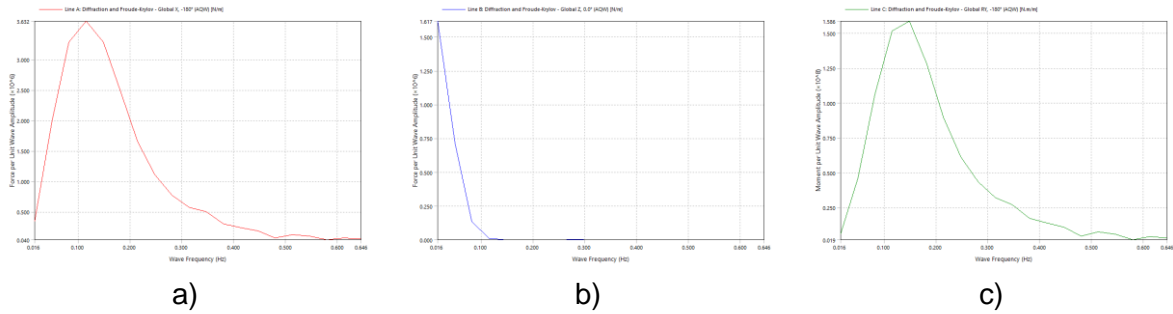 Line A: Diffraction and Froude-Krylov - Global X, -180° (AQW) [N/m]
3.632
3.000
2.500
2.000
1.500
1.000
0.500
0.040
Force per Unit Wave Amplitude (×10^6)
0.016 0.100 0.200 0.300 0.400 0.500 0.600 0.646
Wave Frequency (Hz)
a)
Line B: Diffraction and Froude-Krylov - Global Z, 0.0° (AQW) [N/m]
1.617
1.500
1.250
1.000
0.750
0.500
0.250
0.000
Force per Unit Wave Amplitude (×10^6)
0.016 0.100 0.200 0.300 0.400 0.500 0.600 0.646
Wave Frequency (Hz)
b)
Line C: Diffraction and Froude-Krylov - Global RY, -180° (AQW) [N.m/m]
1.586
1.500
1.250
1.000
0.750
0.500
0.250
0.019
Moment per Unit Wave Amplitude (×10^8)
0.016 0.100 0.200 0.300 0.400 0.500 0.600 0.646
Wave Frequency (Hz)
c)